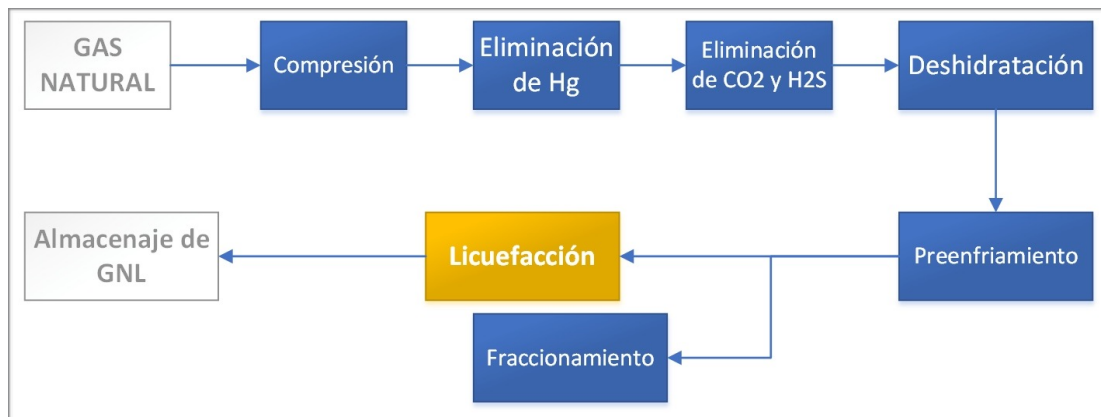 GAS
NATURAL
Compresión
Eliminación
de Hg
Eliminación
de CO2 y H2S
Deshidratación
Almacenaje de
GNL
Licuefacción
Preenfriamiento
Fraccionamiento